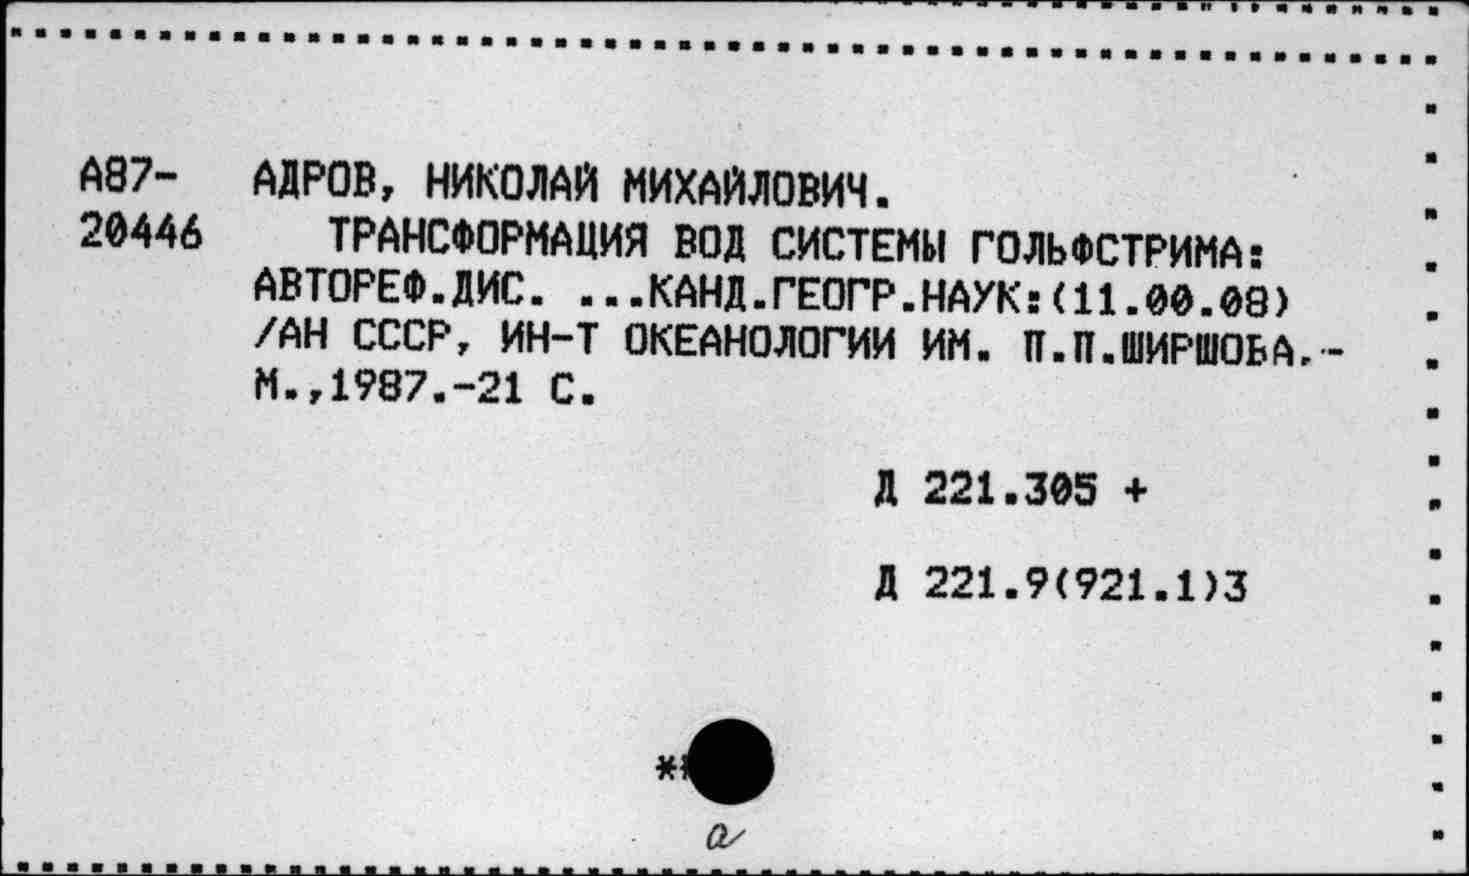 А87- АДРОВ, НИКОЛАЙ МИХАЙЛОВИЧ.
20446 ТРАНСФОРМАЦИЯ ВОД СИСТЕМЫ ГОЛЬФСТРИМА:
АВТОРЕФ.ДИС. ...КАНД.ГЕОГР.НАУК:(11.00.08)
/АН СССР, ИН-Т ОКЕАНОЛОГИИ ИМ. П.П.ШИРШОВА.-
М.,1987.-21 С.
Д 221.305 +
Д 221.9(921.1)3
*
а